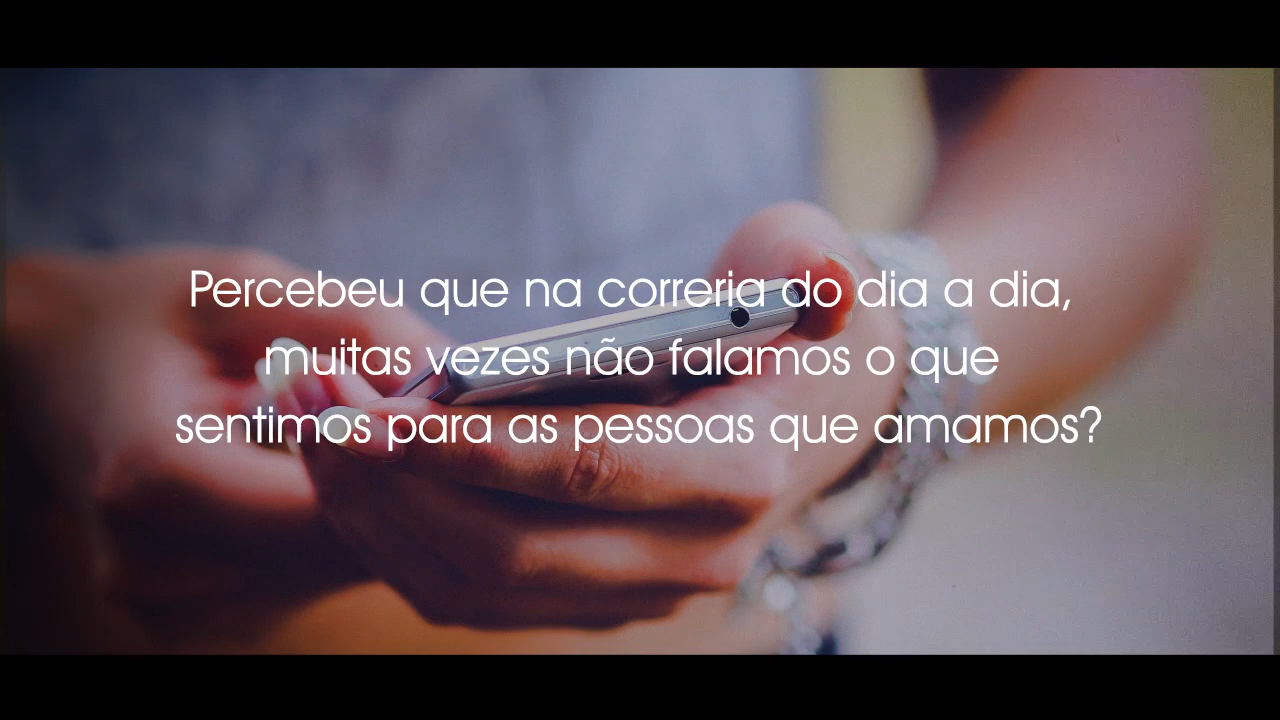 Percebeu que na correria do dia a dia,
muitas vezes não falamos o que
sentimos para as pessoas que amamos?